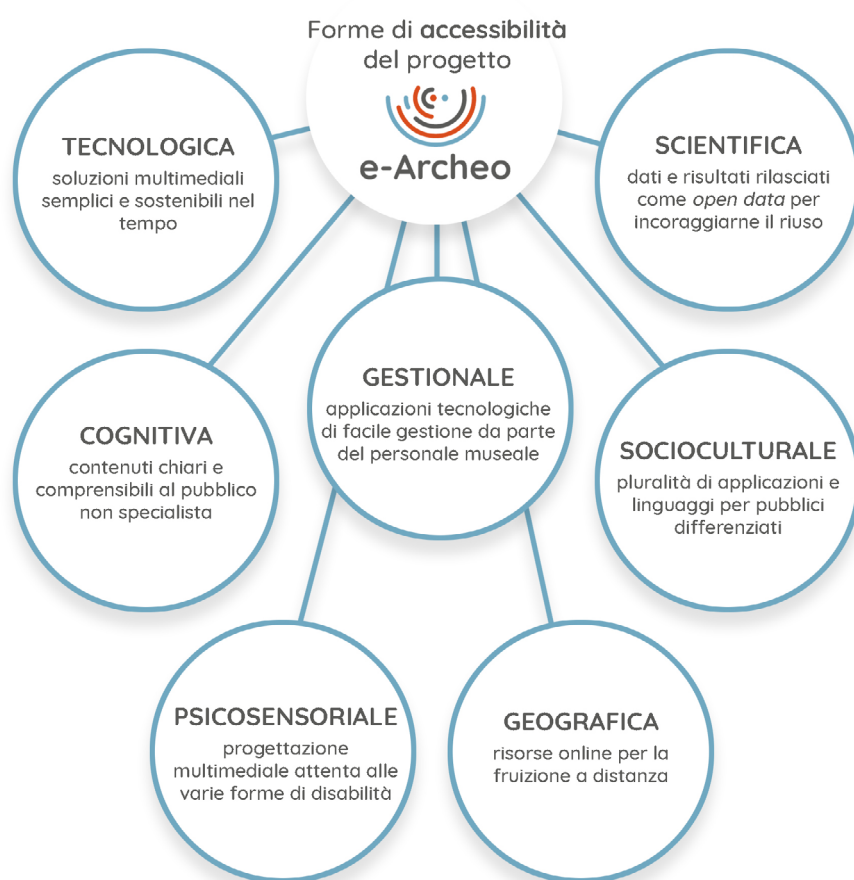 Forme di accessibilità
del progetto
e-Archeo
TECNOLOGICA
soluzioni multimediali
semplici e sostenibili nel
tempo
SCIENTIFICA
dati e risultati rilasciati
come open data per
incoraggiarne il riuso
COGNITIVA
contenuti chiari e
comprensibili al pubblico
non specialista
GESTIONALE
applicazioni tecnologiche
di facile gestione da parte
del personale museale
SOCIOCULTURALE
pluralità di applicazioni e
linguaggi per pubblici
differenziati
PSICOSENSORIALE
progettazione
multimediale attenta alle
varie forme di disabilità
GEOGRAFICA
risorse online per la
fruizione a distanza